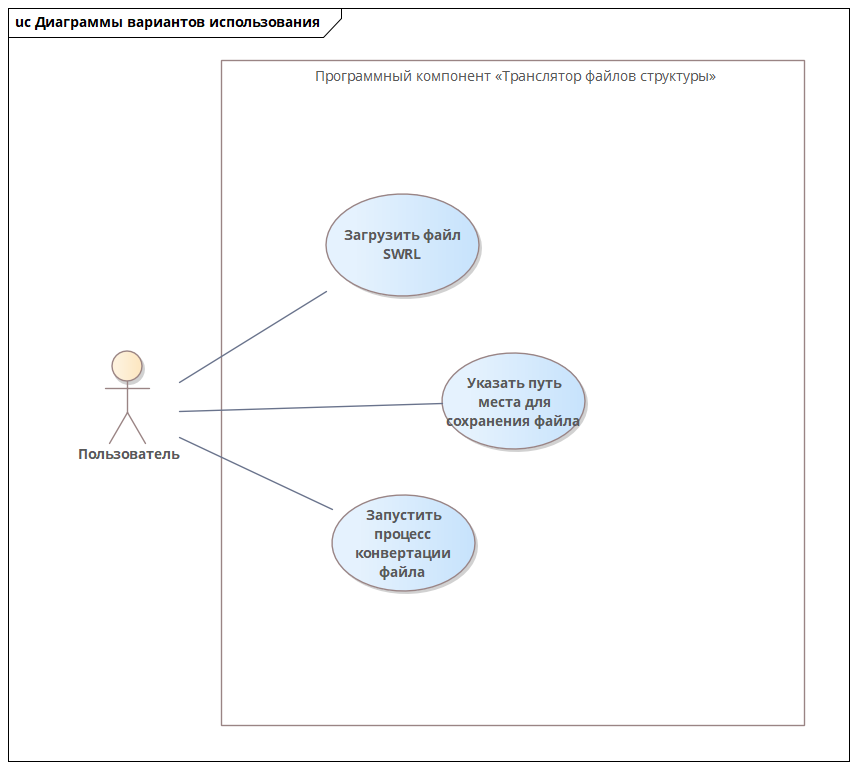 uc Диаграммы вариантов использования
Программный компонент «Транслятор файлов структуры»
Загрузить файл
SWRL
Указать путь
места для
сохранения файла
Пользователь
Запустить
процесс
конвертации
файла